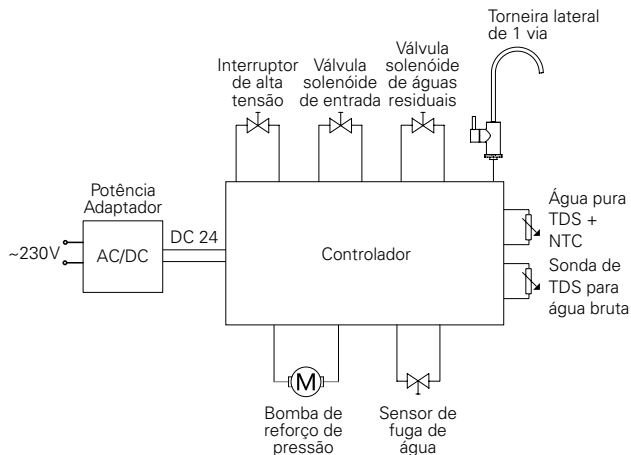 Torneira lateral
de 1 via
Interruptor
de alta
tensão
Válvula
solenóide
de entrada
Válvula
solenóide
de águas
residuais
Potência
Adaptador
~230V
AC/DC
DC 24
Controlador
Água pura
TDS +
NTC
Sonda de
TDS para
água bruta
M
Bomba de
reforço de
pressão
Sensor de
fuga de
água